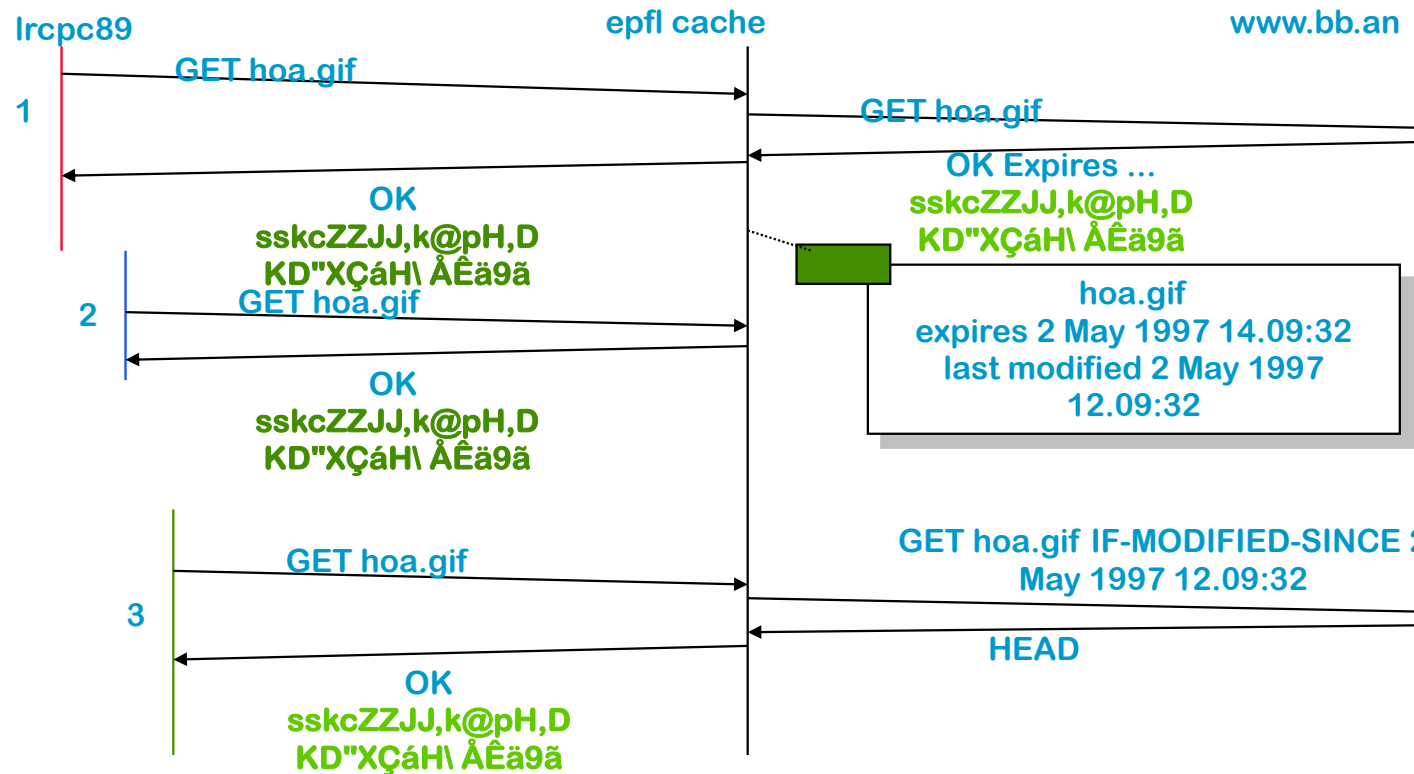 lrcpc89
epfl cache
www.bb.an
GET hoa.gif
1
GET hoa.gif
OK Expires ...
sskcZZJJ,k@pH,D
KD"XÇáH\ ÅÊä9ã
OK
sskcZZJJ,k@pH,D
KD"XÇáH\ ÅÊä9ã
hoa.gif
expires 2 May 1997 14.09:32
last modified 2 May 1997
12.09:32
2
GET hoa.gif
OK
sskcZZJJ,k@pH,D
KD"XÇáH\ ÅÊä9ã
GET hoa.gif IF-MODIFIED-SINCE 2
May 1997 12.09:32
GET hoa.gif
3
HEAD
OK
sskcZZJJ,k@pH,D
KD"XÇáH\ ÅÊä9ã